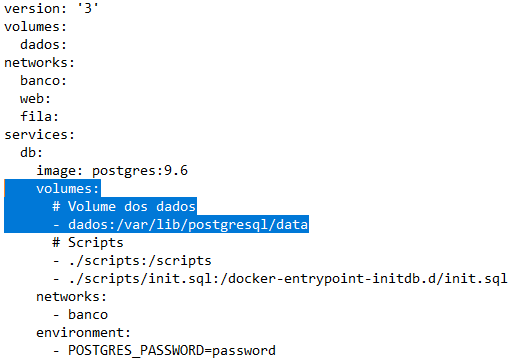 version: '3'
volumes:
  dados:
networks:
  banco:
  web:
  fila:
services:
  db:
    image: postgres:9.6
    volumes:
      # Volume dos dados
      - dados:/var/lib/postgresql/data
      # Scripts
      - ./scripts:/scripts
      - ./scripts/init.sql:/docker-entrypoint-initdb.d/init.sql
    networks:
      - banco
    environment:
      - POSTGRES_PASSWORD=password